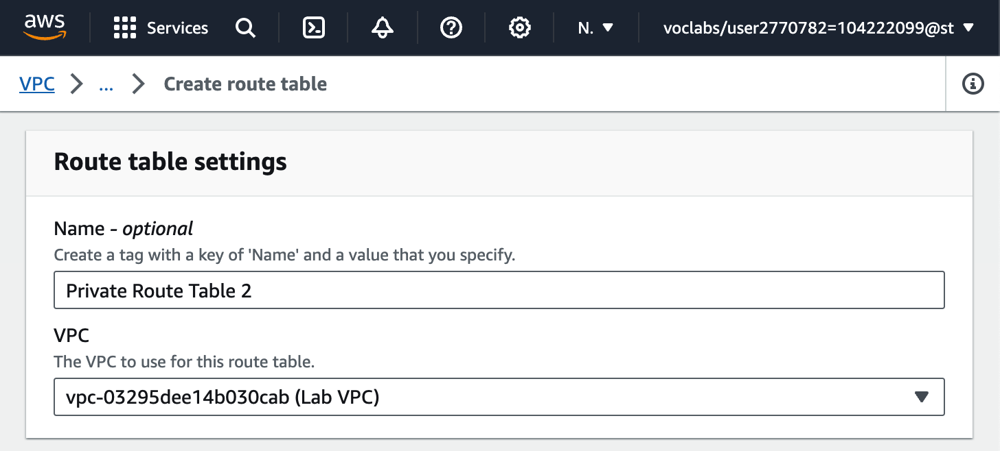 aws Services N. voclabs/user2770782=104222099@st
VPC ... Create route table
Route table settings
Name - optional
Create a tag with a key of 'Name' and a value that you specify.
Private Route Table 2
VPC
The VPC to use for this route table.
vpc-03295dee14b030cab (Lab VPC)